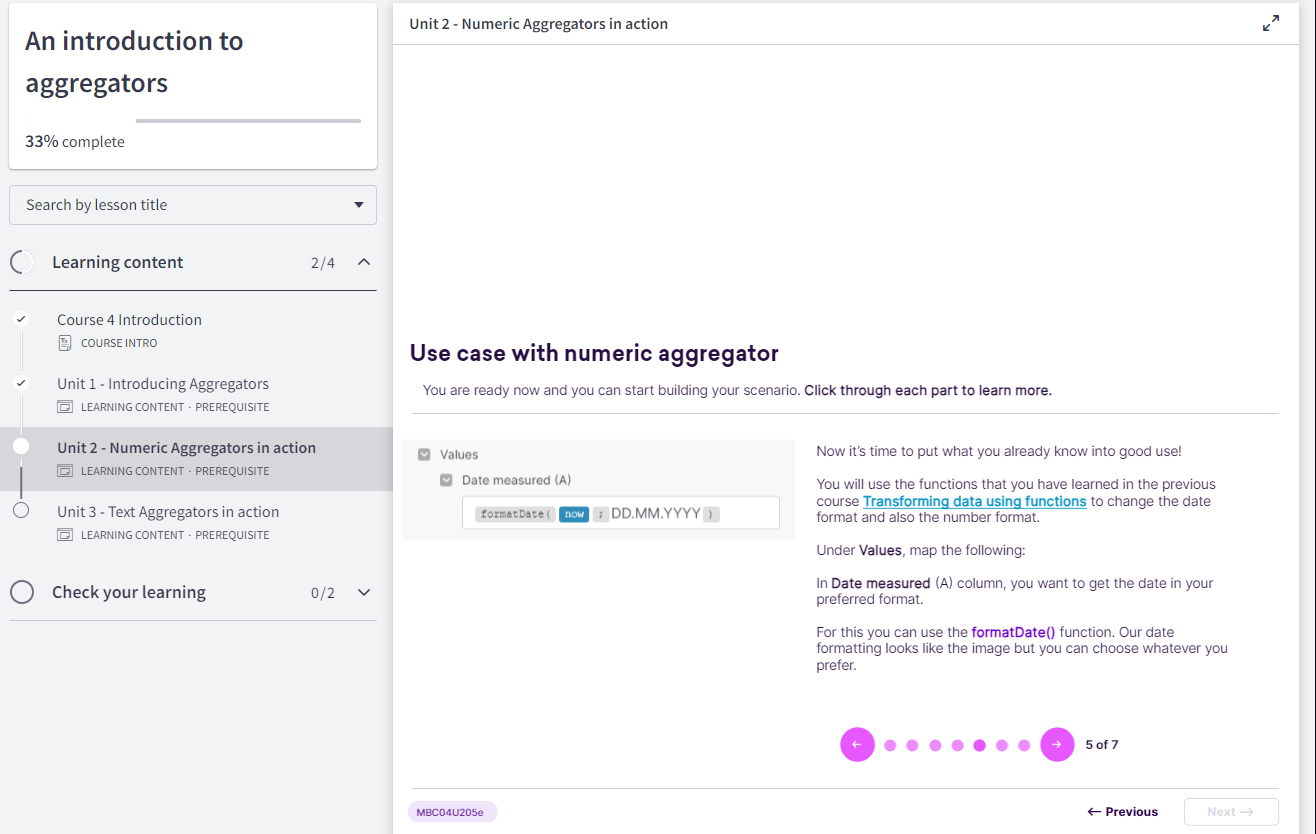 An introduction to
aggregators
33% complete
Search by lesson title
Learning content 2/4
Course 4 Introduction
COURSE INTRO
Unit 1 - Introducing Aggregators
LEARNING CONTENT · PREREQUISITE
Unit 2 - Numeric Aggregators in action
LEARNING CONTENT · PREREQUISITE
Unit 3 - Text Aggregators in action
LEARNING CONTENT · PREREQUISITE
Check your learning 0/2
Unit 2 - Numeric Aggregators in action
Use case with numeric aggregator
You are ready now and you can start building your scenario. Click through each part to learn more.
Values
Date measured (A)
formatDate( now ; DD.MM.YYYY )
Now it's time to put what you already know into good use!
You will use the functions that you have learned in the previous
course Transforming data using functions to change the date
format and also the number format.
Under Values, map the following:
In Date measured (A) column, you want to get the date in your
preferred format.
For this you can use the formatDate() function. Our date
formatting looks like the image but you can choose whatever you
prefer.
← → 5 of 7
MBC04U205e
← Previous Next →